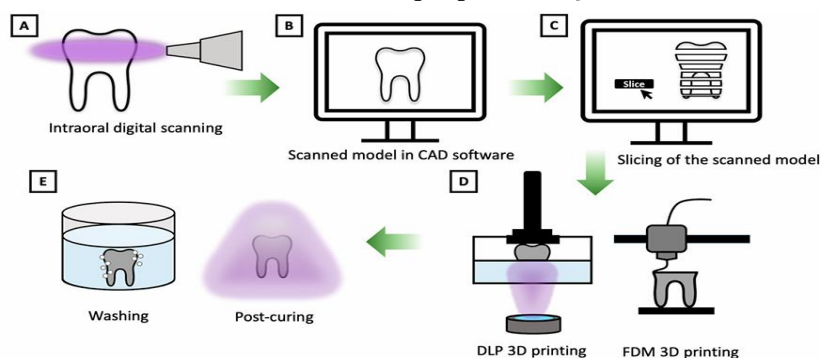 A
B
C
Slice
Intraoral digital scanning
Scanned model in CAD software
Slicing of the scanned model
E
D
Washing
Post-curing
DLP 3D printing
FDM 3D printing